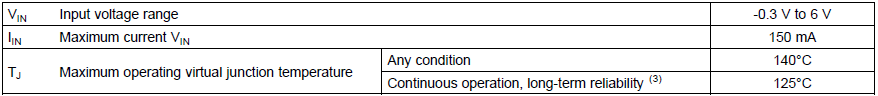 VIN Input voltage range -0.3 V to 6 V
IIN Maximum current VIN 150 mA
TJ Maximum operating virtual junction temperature Any condition 140°C
Continuous operation, long-term reliability (3) 125°C